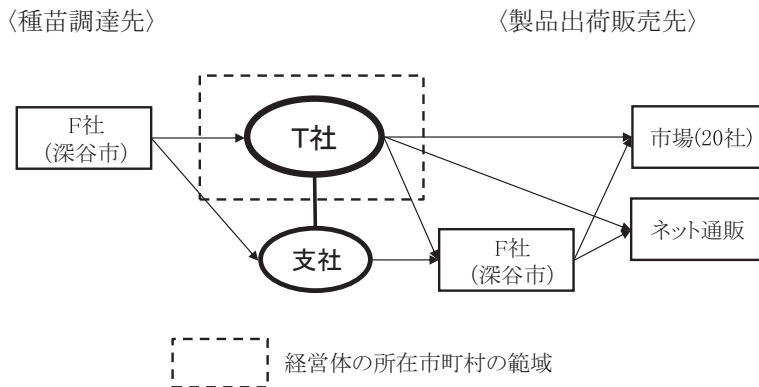 〈種苗調達先〉
〈製品出荷販売先〉
F社
(深谷市)
T社
市場(20社)
ネット通販
支社
F社
(深谷市)
経営体の所在市町村の範域